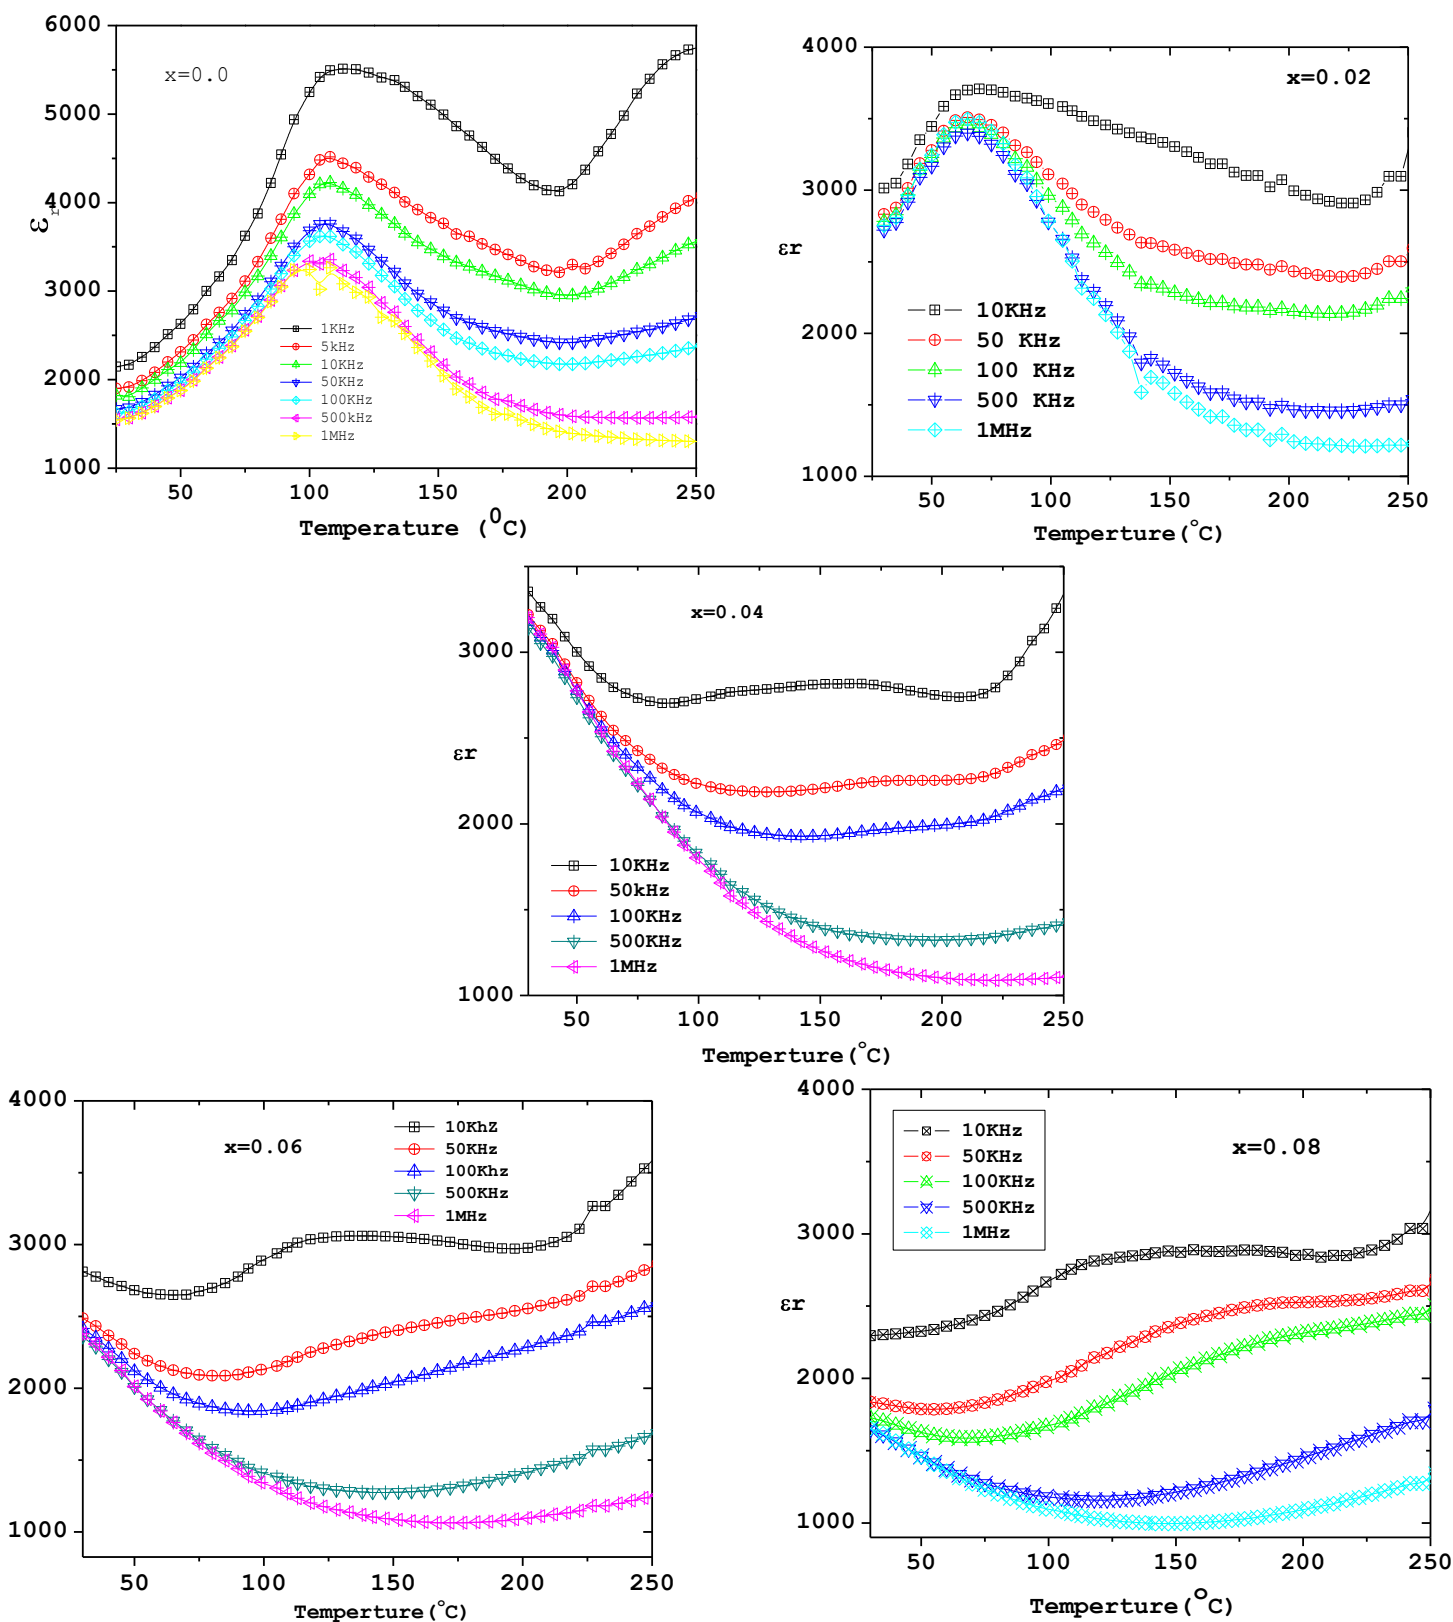 6000
5000
4000
3000
2000
1000
εr
x=0.0
1KHz
5kHz
10KHz
50KHz
100KHz
500kHz
1MHz
50 100 150 200 250
Temperature (⁰C)
4000
3000
2000
1000
εr
x=0.02
10KHz
50 KHz
100 KHz
500 KHz
1MHz
50 100 150 200 250
Temperture(°C)
3000
2000
1000
εr
x=0.04
10KHz
50kHz
100KHz
500KHz
1MHz
50 100 150 200 250
Temperture(°C)
4000
3000
2000
1000
x=0.06
10KhZ
50KHz
100Khz
500KHz
1MHz
50 100 150 200 250
Temperture(°C)
4000
3000
2000
1000
εr
10KHz
50KHz
100KHz
500KHz
1MHz
x=0.08
50 100 150 200 250
Temperture(°C)